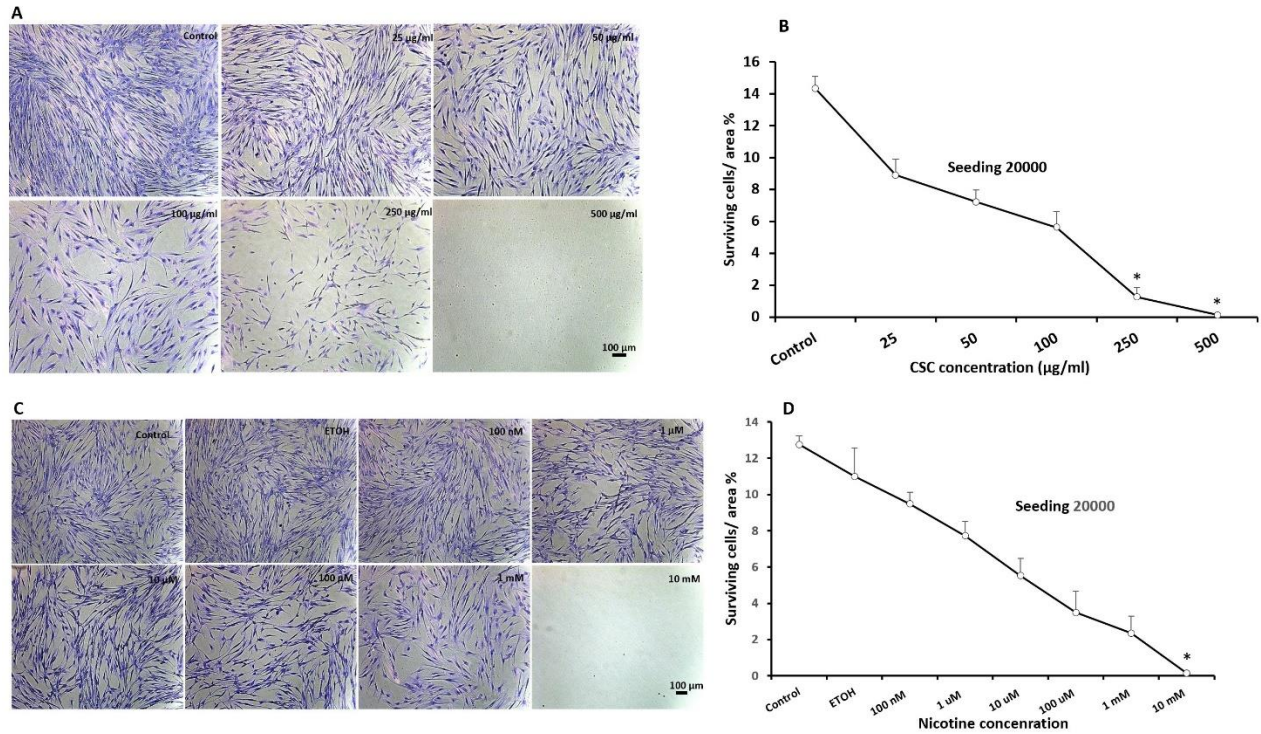 A
Control
25 µg/ml
50 µg/ml
100 µg/ml
250 µg/ml
500 µg/ml
100 µm
B
16
14
12
10
8
6
4
2
0
Surviving cells/ area %
Seeding 20000
*
*
Control
25
50
100
250
500
CSC concentration (µg/ml)
C
Control
ETOH
100 nM
1 µM
10 µM
100 µM
1 mM
10 mM
100 µm
D
14
12
10
8
6
4
2
0
Surviving cells/ area %
Seeding 20000
*
Control
ETOH
100 nM
1 uM
10 uM
100 uM
1 mM
10 mM
Nicotine concenration